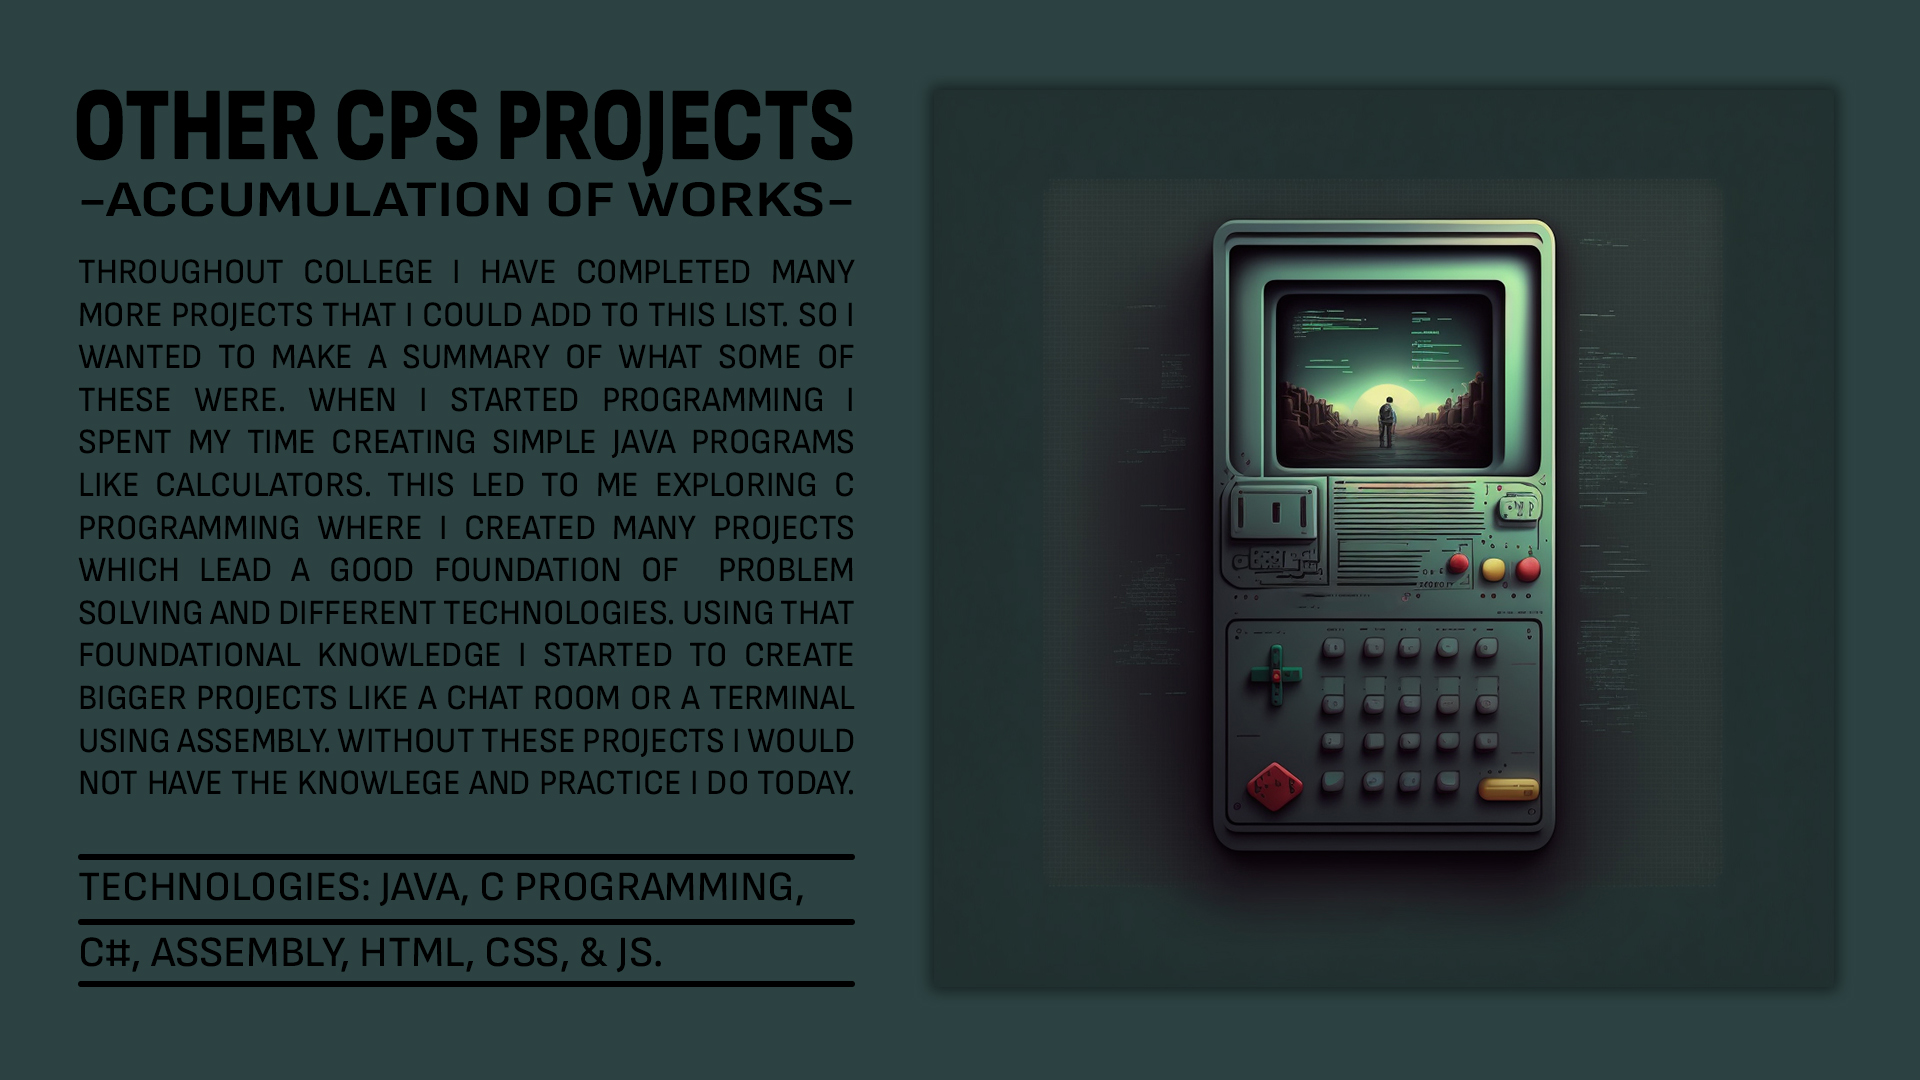 OTHER CPS PROJECTS
-ACCUMULATION OF WORKS-
THROUGHOUT COLLEGE I HAVE COMPLETED MANY
MORE PROJECTS THAT I COULD ADD TO THIS LIST. SO I
WANTED TO MAKE A SUMMARY OF WHAT SOME OF
THESE WERE. WHEN I STARTED PROGRAMMING I
SPENT MY TIME CREATING SIMPLE JAVA PROGRAMS
LIKE CALCULATORS. THIS LED TO ME EXPLORING C
PROGRAMMING WHERE I CREATED MANY PROJECTS
WHICH LEAD A GOOD FOUNDATION OF PROBLEM
SOLVING AND DIFFERENT TECHNOLOGIES. USING THAT
FOUNDATIONAL KNOWLEDGE I STARTED TO CREATE
BIGGER PROJECTS LIKE A CHAT ROOM OR A TERMINAL
USING ASSEMBLY. WITHOUT THESE PROJECTS I WOULD
NOT HAVE THE KNOWLEGE AND PRACTICE I DO TODAY.
TECHNOLOGIES: JAVA, C PROGRAMMING,
C#, ASSEMBLY, HTML, CSS, & JS.